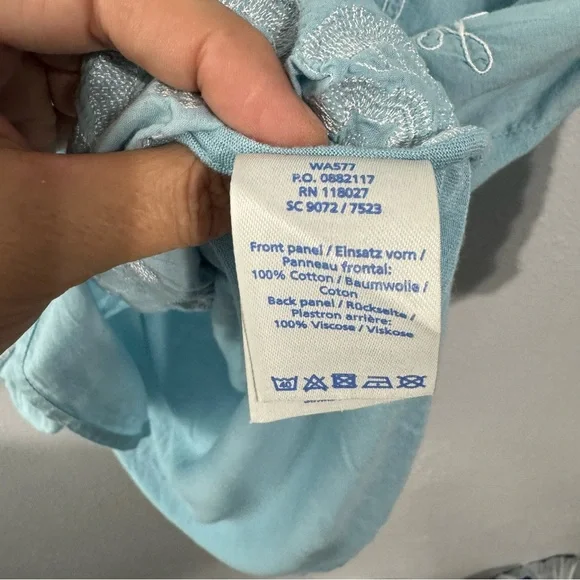 WA577
P.O. 0882117
RN 118027
SC 9072 / 7523
Front panel / Einsatz vorn /
Panneau frontal:
100% Cotton / Baumwolle /
Coton
Back panel / Rückseite /
Plastron arrière:
100% Viscose / Viskose
40